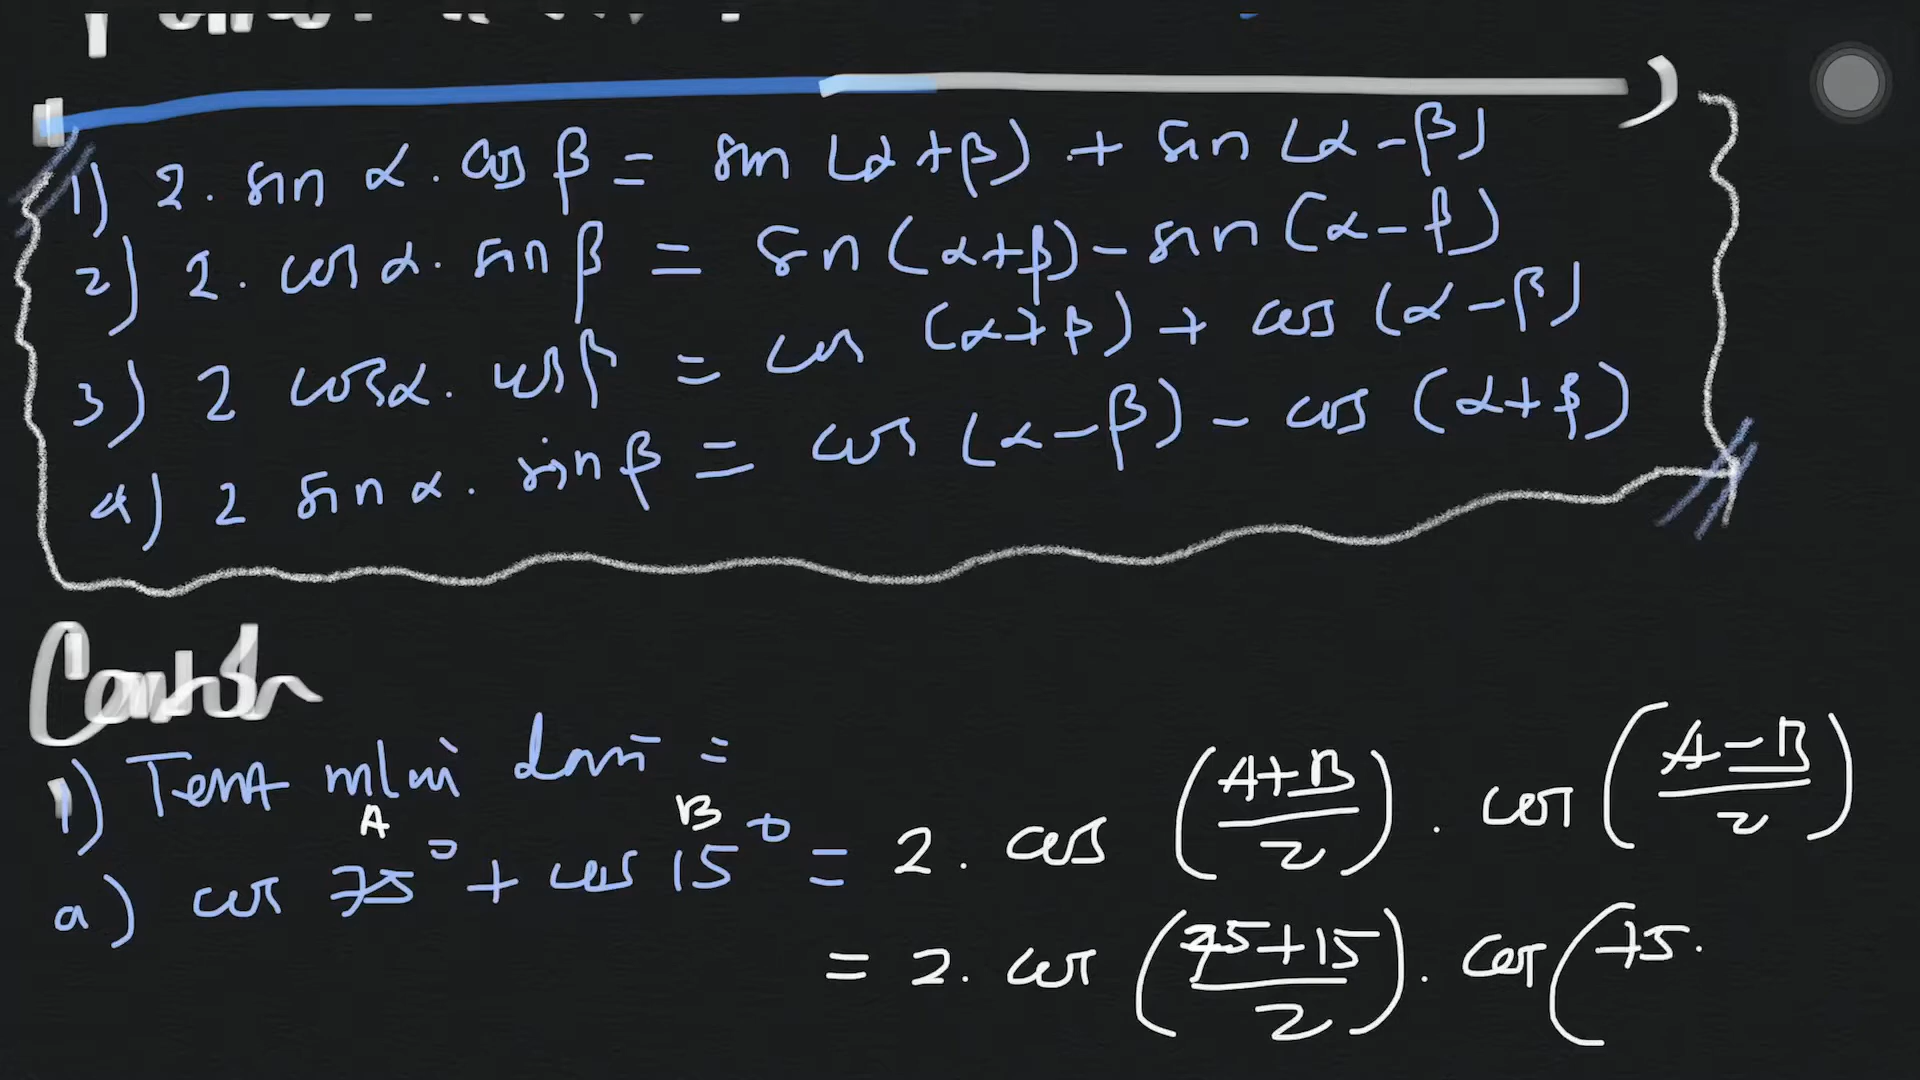 1) 2. sin α. cos β = sin (α+β) + sin (α-β)
2) 2. cos α. sin β = sin (α+β) - sin (α-β)
3) 2 cos α. cos β = cos (α+β) + cos (α-β)
4) 2 sin α. sin β = cos (α-β) - cos (α+β)
Contoh
1) Tent nilai dari =
A B
a) cos 75° + cos 15° = 2. cos ((A+B)/2). cos ((A-B)/2)
= 2. cos ((75+15)/2). cos (75